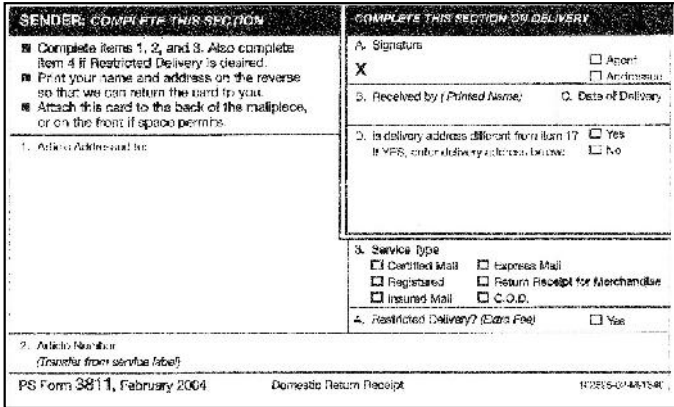 SENDER: COMPLETE THIS SECTION
■ Complete items 1, 2, and 3. Also complete
item 4 if Restricted Delivery is desired.
■ Print your name and address on the reverse
so that we can return the card to you.
■ Attach this card to the back of the mailpiece,
or on the front if space permits.
1. Article Addressed to:
2. Article Number
(Transfer from service label)
COMPLETE THIS SECTION ON DELIVERY
A. Signature
X
☐ Agent
☐ Addressee
B. Received by (Printed Name) C. Date of Delivery
D. Is delivery address different from item 1? ☐ Yes
If YES, enter delivery address below: ☐ No
3. Service Type
☐ Certified Mail ☐ Express Mail
☐ Registered ☐ Return Receipt for Merchandise
☐ Insured Mail ☐ C.O.D.
4. Restricted Delivery? (Extra Fee) ☐ Yes
PS Form 3811, February 2004 Domestic Return Receipt